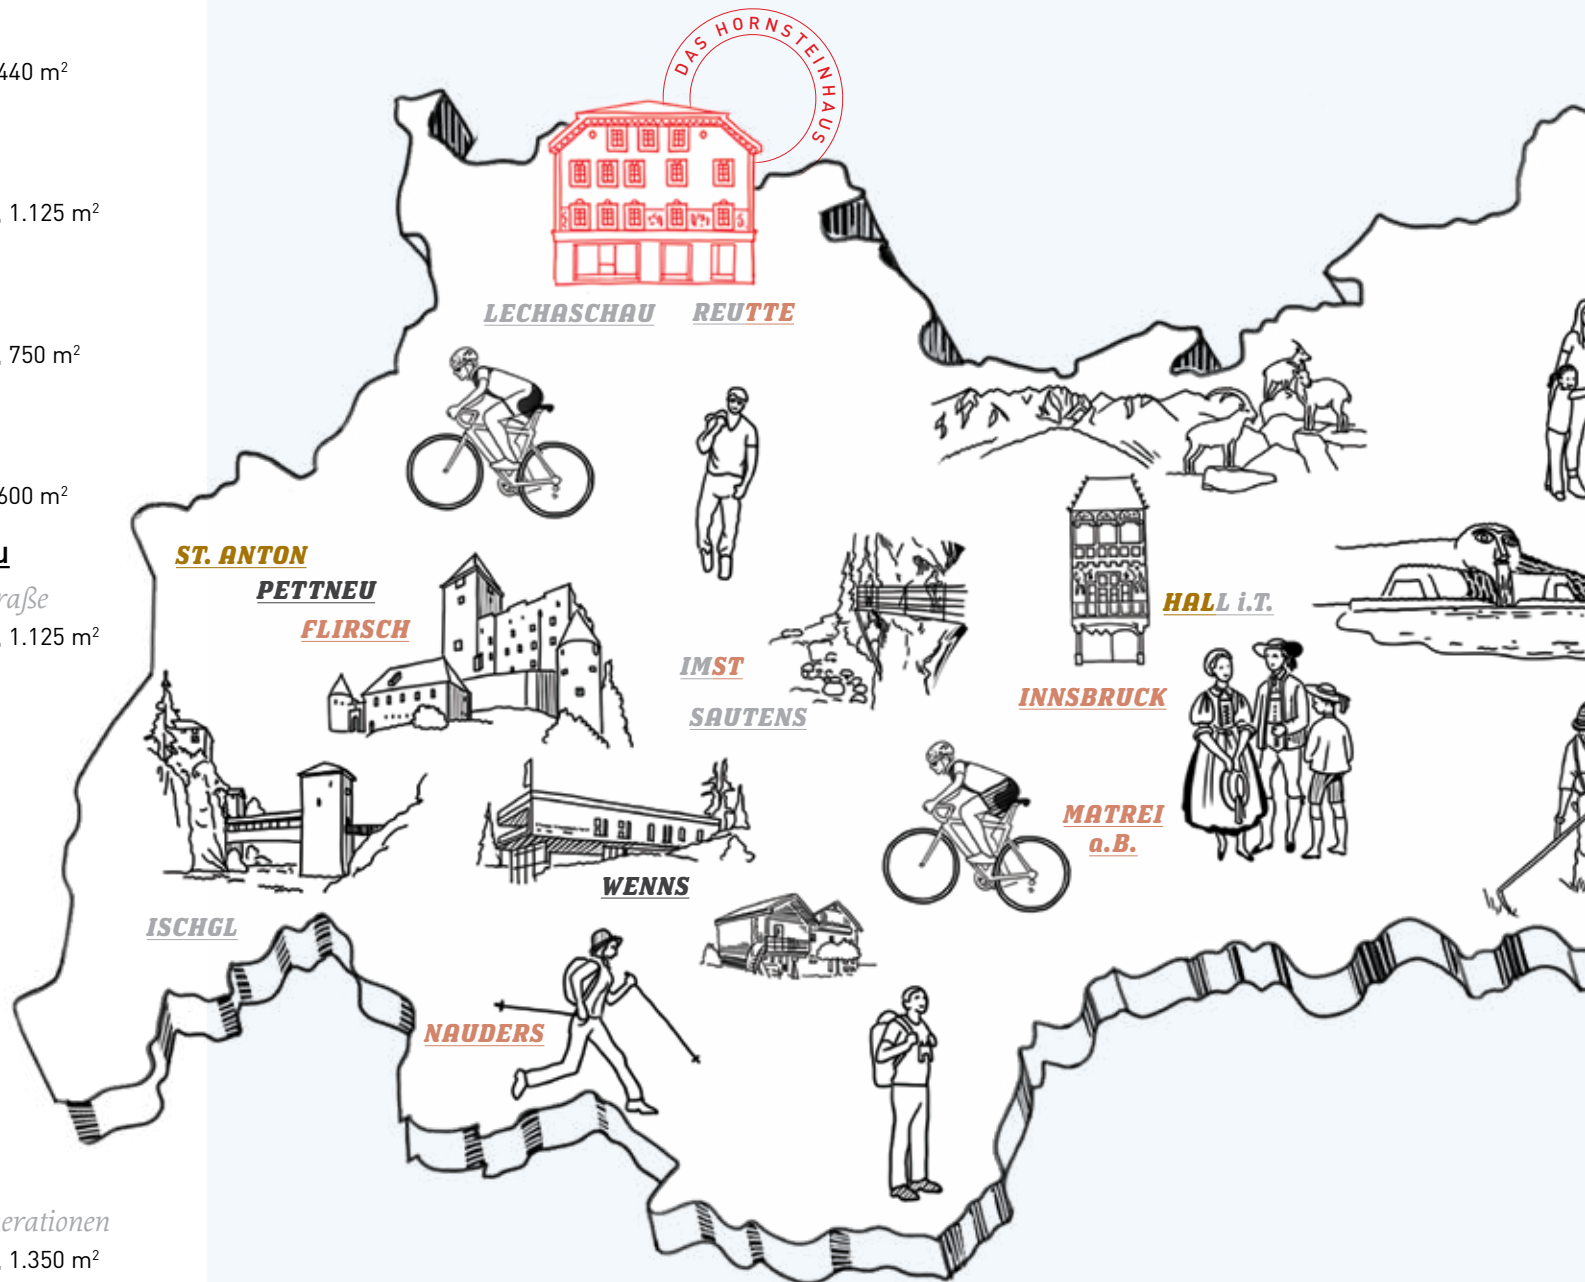 440 m²
1.125 m²
750 m²
600 m²
u
raße
1.125 m²
erationen
1.350 m²
DAS HORNSTEINHAUS
LECHASCHAU
REUTTE
ST. ANTON
PETTNEU
FLIRSCH
IMST
SAUTENS
HALL i.T.
INNSBRUCK
MATREI
a.B.
WENNS
ISCHGL
NAUDERS